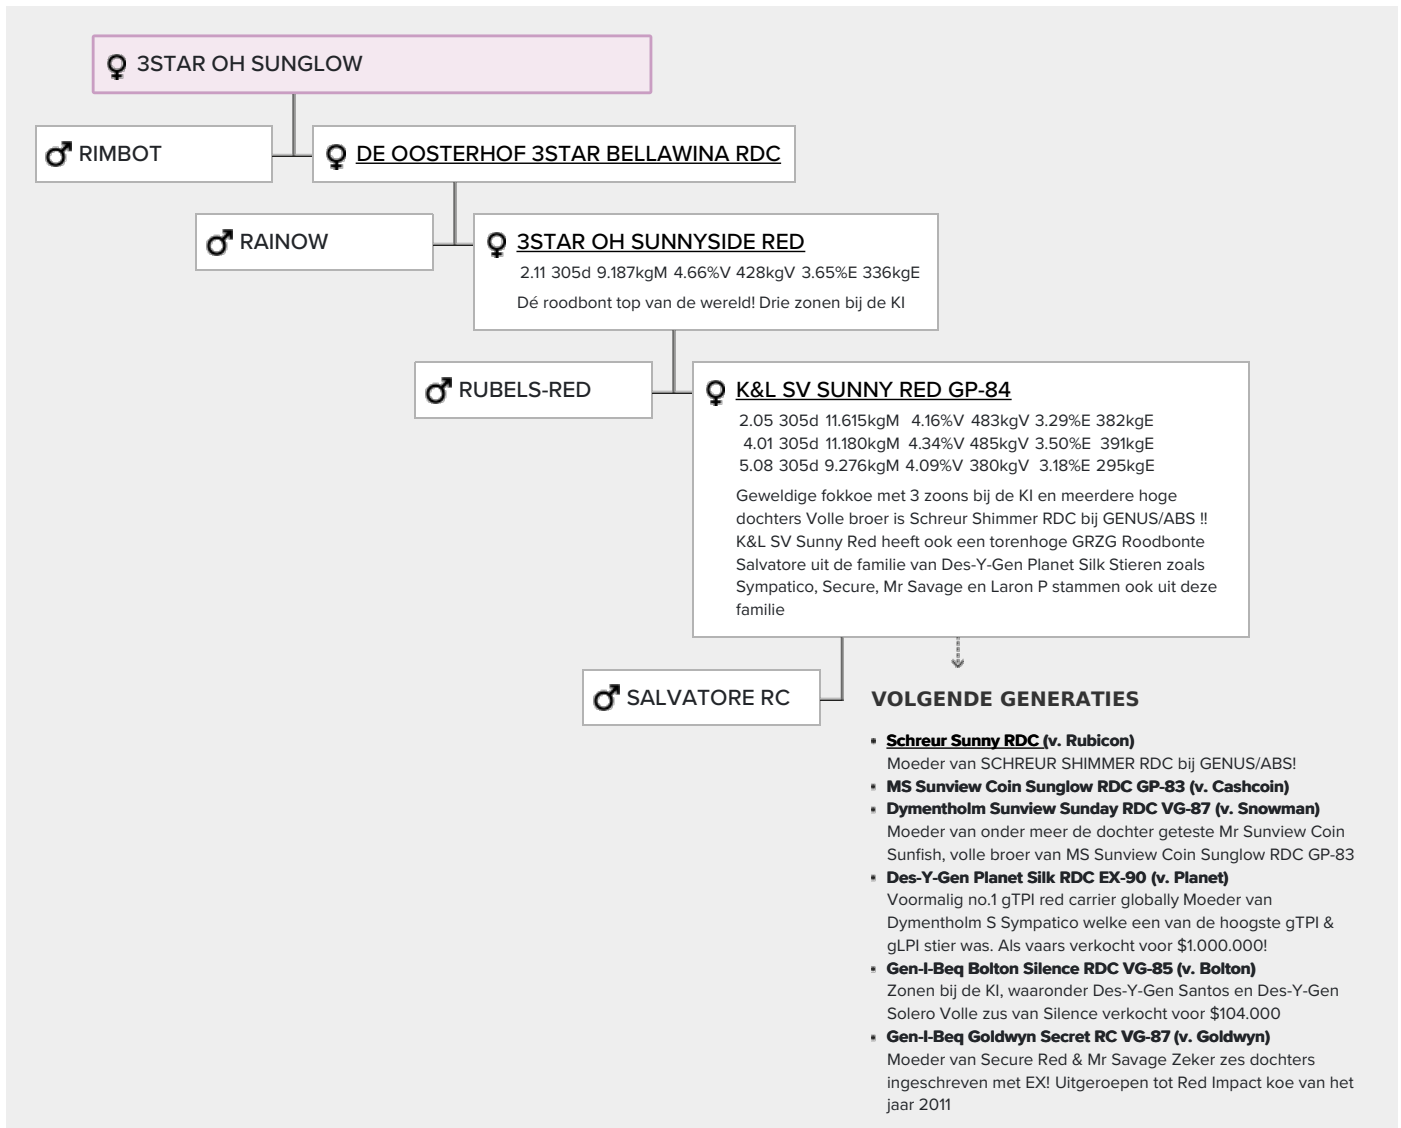 3STAR OH SUNGLOW
RIMBOT
DE OOSTERHOF 3STAR BELLAWINA RDC
RAINOW
3STAR OH SUNNYSIDE RED
2.11 305d 9.187kgM 4.66%V 428kgV 3.65%E 336kgE
Dé roodbont top van de wereld! Drie zonen bij de KI
RUBELS-RED
K&L SV SUNNY RED GP-84
2.05 305d 11.615kgM 4.16%V 483kgV 3.29%E 382kgE
4.01 305d 11.180kgM 4.34%V 485kgV 3.50%E 391kgE
5.08 305d 9.276kgM 4.09%V 380kgV 3.18%E 295kgE
Geweldige fokkoe met 3 zoons bij de KI en meerdere hoge
dochters Volle broer is Schreur Shimmer RDC bij GENUS/ABS !!
K&L SV Sunny Red heeft ook een torenhoge GRZG Roodbonte
Salvatore uit de familie van Des-Y-Gen Planet Silk Stieren zoals
Sympatico, Secure, Mr Savage en Laron P stammen ook uit deze
familie
SALVATORE RC
VOLGENDE GENERATIES
▪ Schreur Sunny RDC (v. Rubicon)
Moeder van SCHREUR SHIMMER RDC bij GENUS/ABS!
▪ MS Sunview Coin Sunglow RDC GP-83 (v. Cashcoin)
▪ Dymentholm Sunview Sunday RDC VG-87 (v. Snowman)
Moeder van onder meer de dochter geteste Mr Sunview Coin
Sunfish, volle broer van MS Sunview Coin Sunglow RDC GP-83
▪ Des-Y-Gen Planet Silk RDC EX-90 (v. Planet)
Voormalig no.1 gTPI red carrier globally Moeder van
Dymentholm S Sympatico welke een van de hoogste gTPI &
gLPI stier was. Als vaars verkocht voor $1.000.000!
▪ Gen-I-Beq Bolton Silence RDC VG-85 (v. Bolton)
Zonen bij de KI, waaronder Des-Y-Gen Santos en Des-Y-Gen
Solero Volle zus van Silence verkocht voor $104.000
▪ Gen-I-Beq Goldwyn Secret RC VG-87 (v. Goldwyn)
Moeder van Secure Red & Mr Savage Zeker zes dochters
ingeschreven met EX! Uitgeroepen tot Red Impact koe van het
jaar 2011